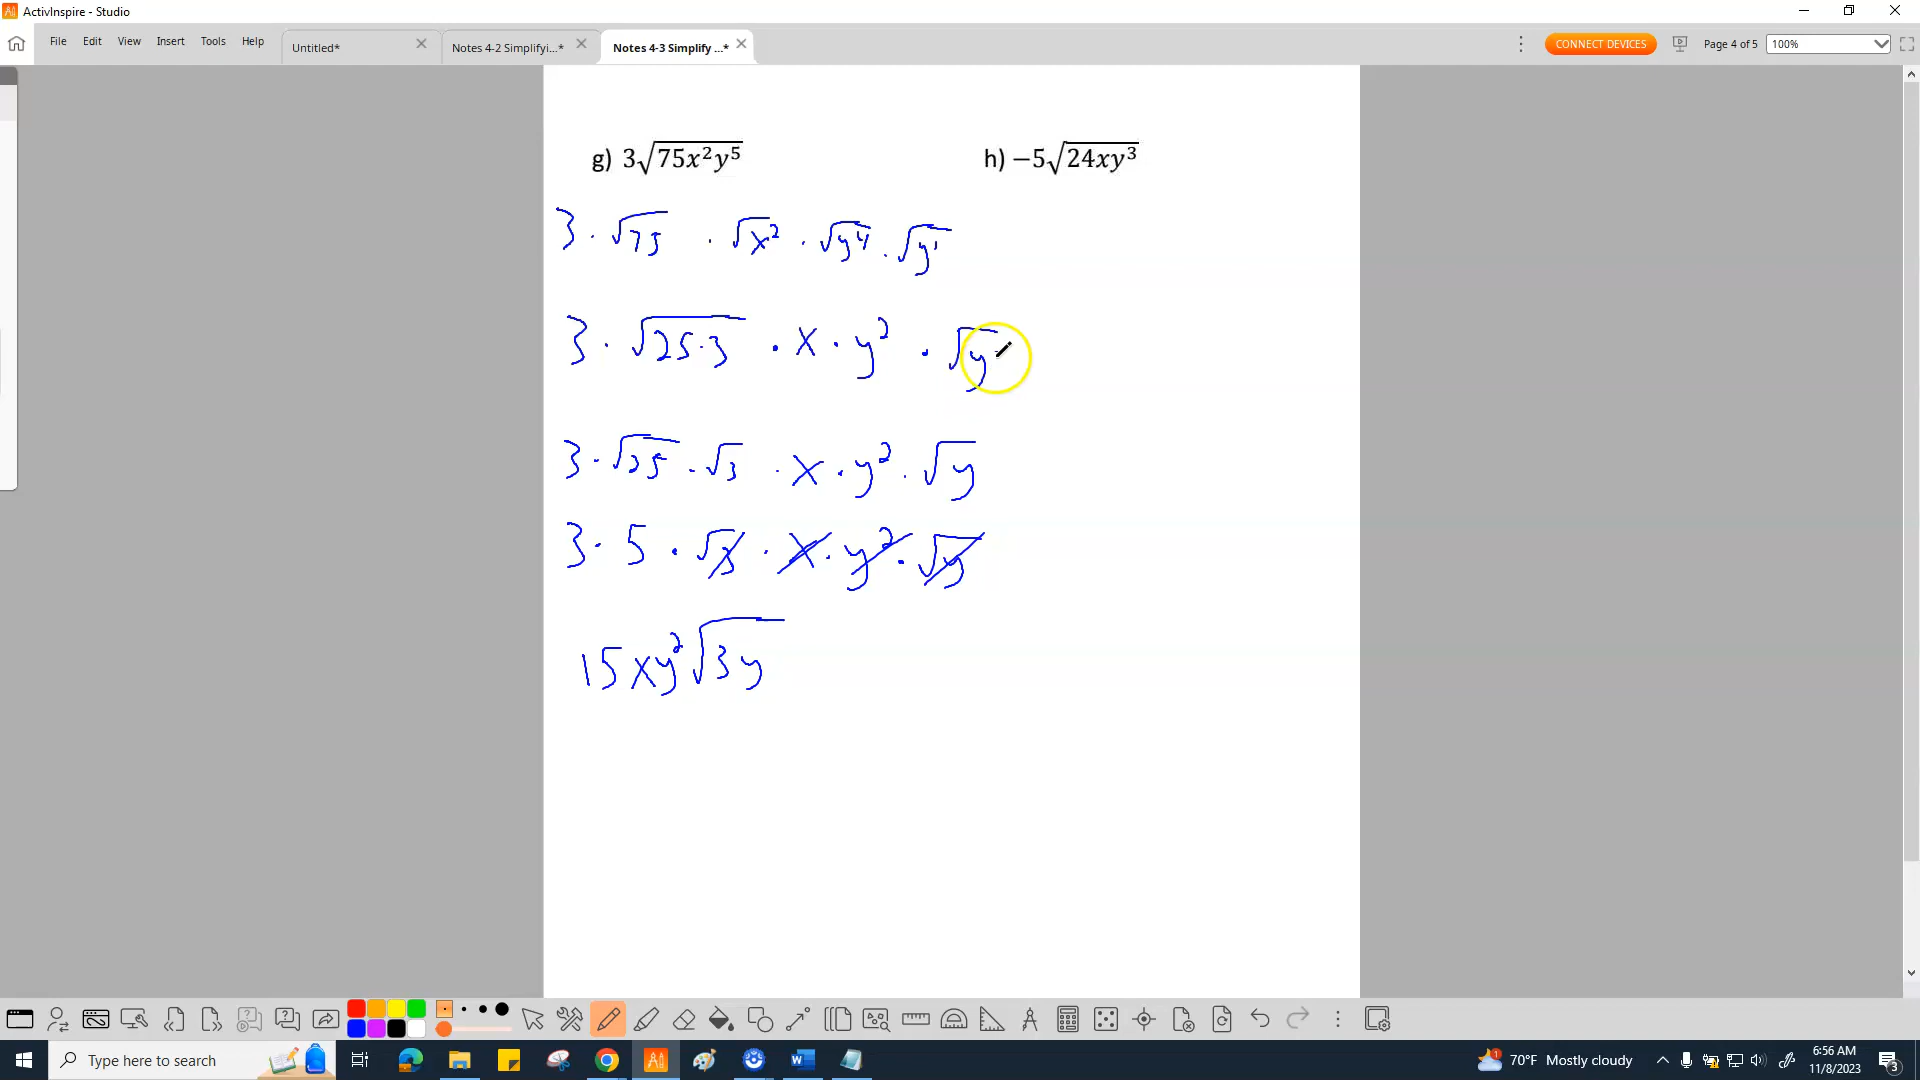 ActivInspire - Studio
File Edit View Insert Tools Help
Untitled*
Notes 4-2 Simplifyi...*
Notes 4-3 Simplify ...*
CONNECT DEVICES
Page 4 of 5
100%
g) 3√75x²y⁵
h) −5√24xy³
3 · √75 · √x² · √y⁴ · √y¹
3 · √25·3 · x · y² · √y
3 · √25 · √3 · x · y² · √y
3 · 5 · √3 · x · y² · √y
15xy²√3y
Type here to search
70°F Mostly cloudy
6:56 AM
11/8/2023
3